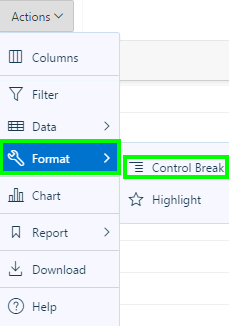 Actions
Columns
Filter
Data
Format
Control Break
Highlight
Chart
Report
Download
Help